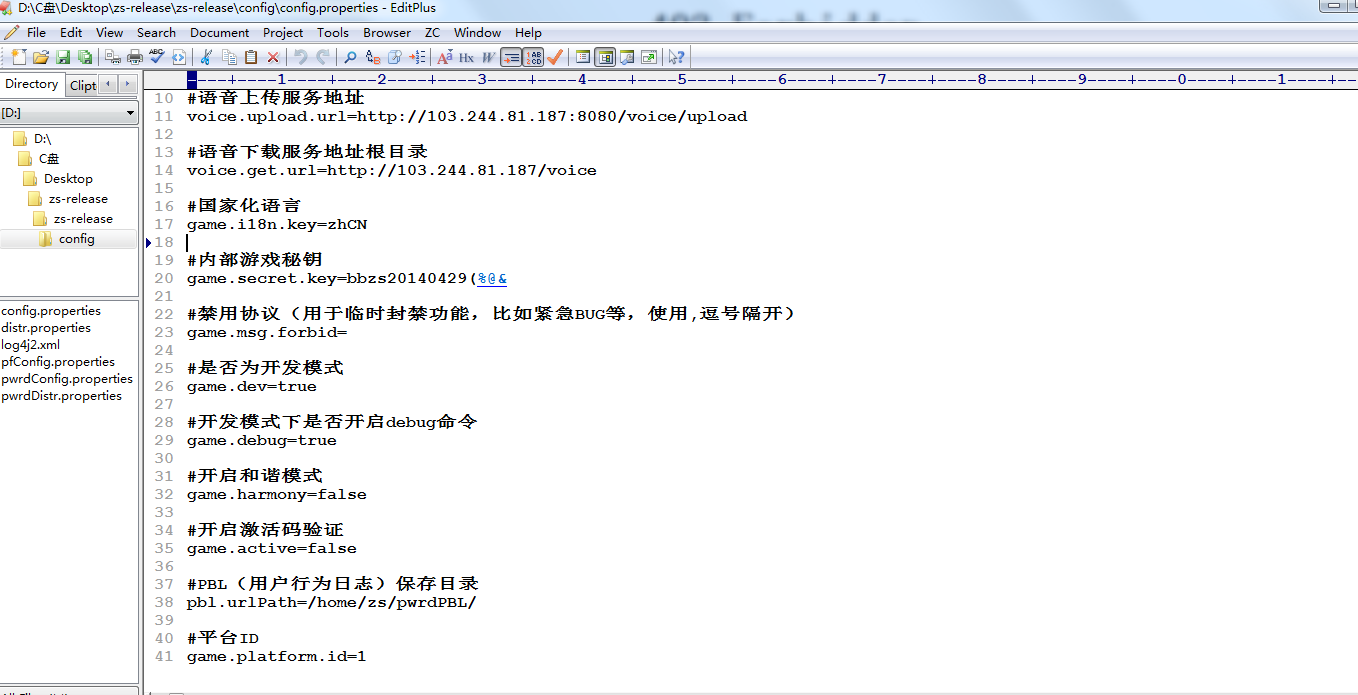 D:\C盘\Desktop\zs-release\zs-release\config\config.properties - EditPlus
File Edit View Search Document Project Tools Browser ZC Window Help
Directory Clipt
[D:]
D:\
C盘
Desktop
zs-release
zs-release
config
config.properties
distr.properties
log4j2.xml
pfConfig.properties
pwrdConfig.properties
pwrdDistr.properties
----+----1----+----2----+----3----+----4----+----5----+----6----+----7----+----8----+----9----+----0----+----1----+--
10 #语音上传服务地址
11 voice.upload.url=http://103.244.81.187:8080/voice/upload
12
13 #语音下载服务地址根目录
14 voice.get.url=http://103.244.81.187/voice
15
16 #国家化语言
17 game.i18n.key=zhCN
18
19 #内部游戏秘钥
20 game.secret.key=bbzs20140429(%@&
21
22 #禁用协议（用于临时封禁功能，比如紧急BUG等，使用,逗号隔开）
23 game.msg.forbid=
24
25 #是否为开发模式
26 game.dev=true
27
28 #开发模式下是否开启debug命令
29 game.debug=true
30
31 #开启和谐模式
32 game.harmony=false
33
34 #开启激活码验证
35 game.active=false
36
37 #PBL（用户行为日志）保存目录
38 pbl.urlPath=/home/zs/pwrdPBL/
39
40 #平台ID
41 game.platform.id=1